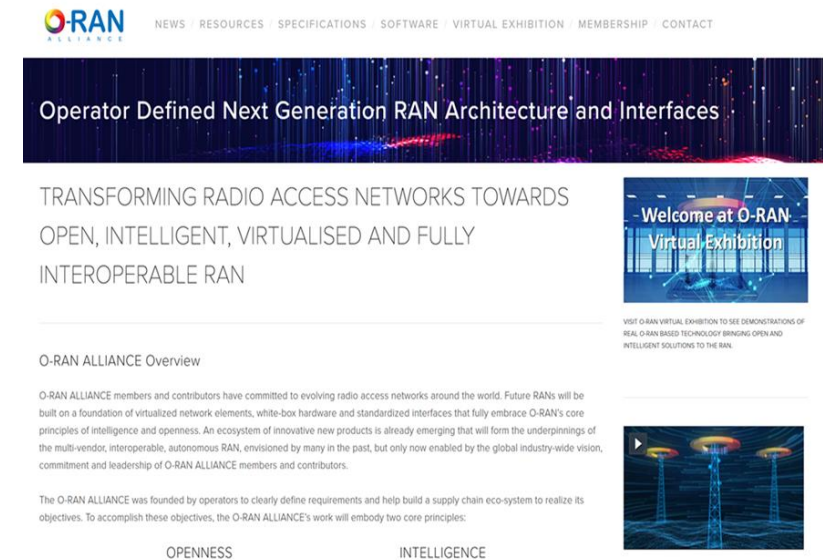 O-RAN
ALLIANCE
NEWS / RESOURCES / SPECIFICATIONS / SOFTWARE / VIRTUAL EXHIBITION / MEMBERSHIP / CONTACT
Operator Defined Next Generation RAN Architecture and Interfaces
TRANSFORMING RADIO ACCESS NETWORKS TOWARDS
OPEN, INTELLIGENT, VIRTUALISED AND FULLY
INTEROPERABLE RAN
Welcome at O-RAN
Virtual Exhibition
VISIT O-RAN VIRTUAL EXHIBITION TO SEE DEMONSTRATIONS OF
REAL O-RAN BASED TECHNOLOGY BRINGING OPEN AND
INTELLIGENT SOLUTIONS TO THE RAN.
O-RAN ALLIANCE Overview
O-RAN ALLIANCE members and contributors have committed to evolving radio access networks around the world. Future RANs will be
built on a foundation of virtualized network elements, white-box hardware and standardized interfaces that fully embrace O-RAN's core
principles of intelligence and openness. An ecosystem of innovative new products is already emerging that will form the underpinnings of
the multi-vendor, interoperable, autonomous RAN, envisioned by many in the past, but only now enabled by the global industry-wide vision,
commitment and leadership of O-RAN ALLIANCE members and contributors.
The O-RAN ALLIANCE was founded by operators to clearly define requirements and help build a supply chain eco-system to realize its
objectives. To accomplish these objectives, the O-RAN ALLIANCE's work will embody two core principles:
OPENNESS
INTELLIGENCE